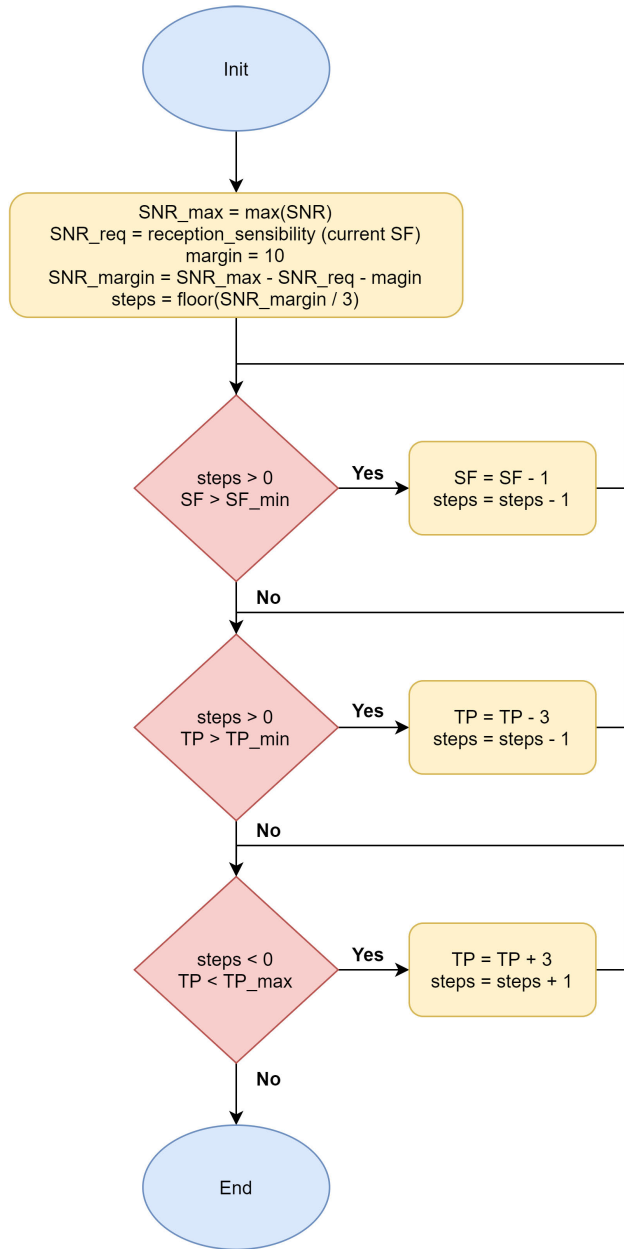 Init
SNR_max = max(SNR)
SNR_req = reception_sensibility (current SF)
margin = 10
SNR_margin = SNR_max - SNR_req - magin
steps = floor(SNR_margin / 3)
steps > 0
SF > SF_min
Yes
SF = SF - 1
steps = steps - 1
No
steps > 0
TP > TP_min
Yes
TP = TP - 3
steps = steps - 1
No
steps < 0
TP < TP_max
Yes
TP = TP + 3
steps = steps + 1
No
End